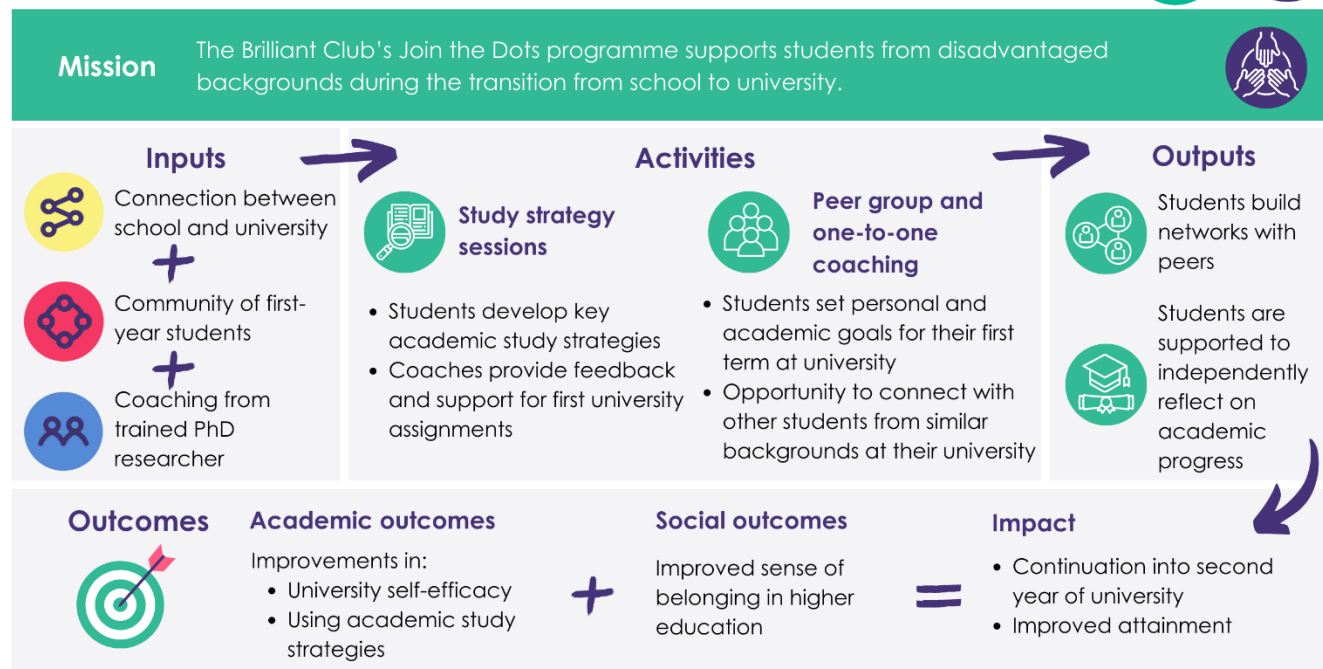 Mission
The Brilliant Club's Join the Dots programme supports students from disadvantaged
backgrounds during the transition from school to university.
Inputs
Connection between
school and university
+
Community of first-
year students
+
Coaching from
trained PhD
researcher
Activities
Study strategy
sessions
• Students develop key
academic study strategies
• Coaches provide feedback
and support for first university
assignments
Peer group and
one-to-one
coaching
• Students set personal and
academic goals for their first
term at university
• Opportunity to connect with
other students from similar
backgrounds at their university
Outputs
Students build
networks with
peers
Students are
supported to
independently
reflect on
academic
progress
Outcomes
Academic outcomes
Improvements in:
• University self-efficacy
• Using academic study
strategies
+
Social outcomes
Improved sense of
belonging in higher
education
=
Impact
• Continuation into second
year of university
• Improved attainment